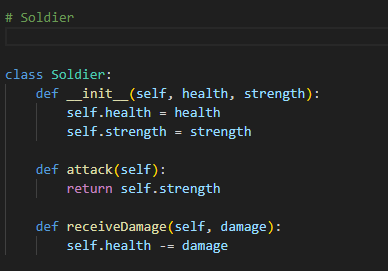 # Soldier
class Soldier:
    def __init__(self, health, strength):
        self.health = health
        self.strength = strength
    def attack(self):
        return self.strength
    def receiveDamage(self, damage):
        self.health -= damage